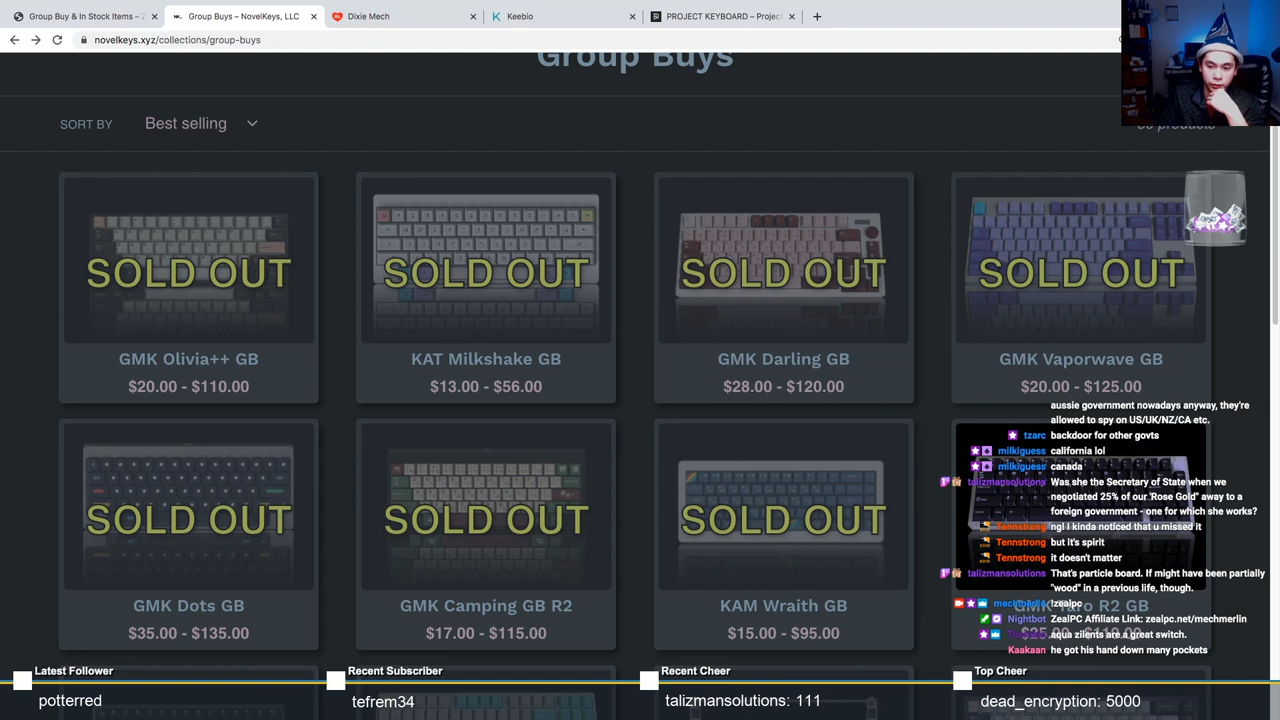 Group Buy & In Stock Items – 2
Group Buys – NovelKeys, LLC
Dixie Mech
Keebio
PROJECT KEYBOARD – Projec
novelkeys.xyz/collections/group-buys
Group Buys
SORT BY
Best selling
products
SOLD OUT
SOLD OUT
SOLD OUT
SOLD OUT
GMK Olivia++ GB
KAT Milkshake GB
GMK Darling GB
GMK Vaporwave GB
$20.00 - $110.00
$13.00 - $56.00
$28.00 - $120.00
$20.00 - $125.00
SOLD OUT
SOLD OUT
SOLD OUT
GMK Dots GB
GMK Camping GB R2
KAM Wraith GB
GMK Taro R2 GB
$35.00 - $135.00
$17.00 - $115.00
$15.00 - $95.00
aussie government nowadays anyway, they're
allowed to spy on US/UK/NZ/CA etc.
tzarc backdoor for other govts
milkiguess california lol
milkiguess canada
talizmansolutions Was she the Secretary of State when we
negotiated 25% of our 'Rose Gold" away to a
foreign government - one for which she works?
Tennstrong ngl I kinda noticed that u missed it
Tennstrong but it's spirit
Tennstrong it doesn't matter
talizmansolutions That's particle board. If might have been partially
"wood" in a previous life, though.
mechmerlin !zealpc
Nightbot ZealPC Affiliate Link: zealpc.net/mechmerlin
aqua zilents are a great switch.
Kaakaan he got his hand down many pockets
Latest Follower
Recent Subscriber
Recent Cheer
Top Cheer
potterred
tefrem34
talizmansolutions: 111
dead_encryption: 5000